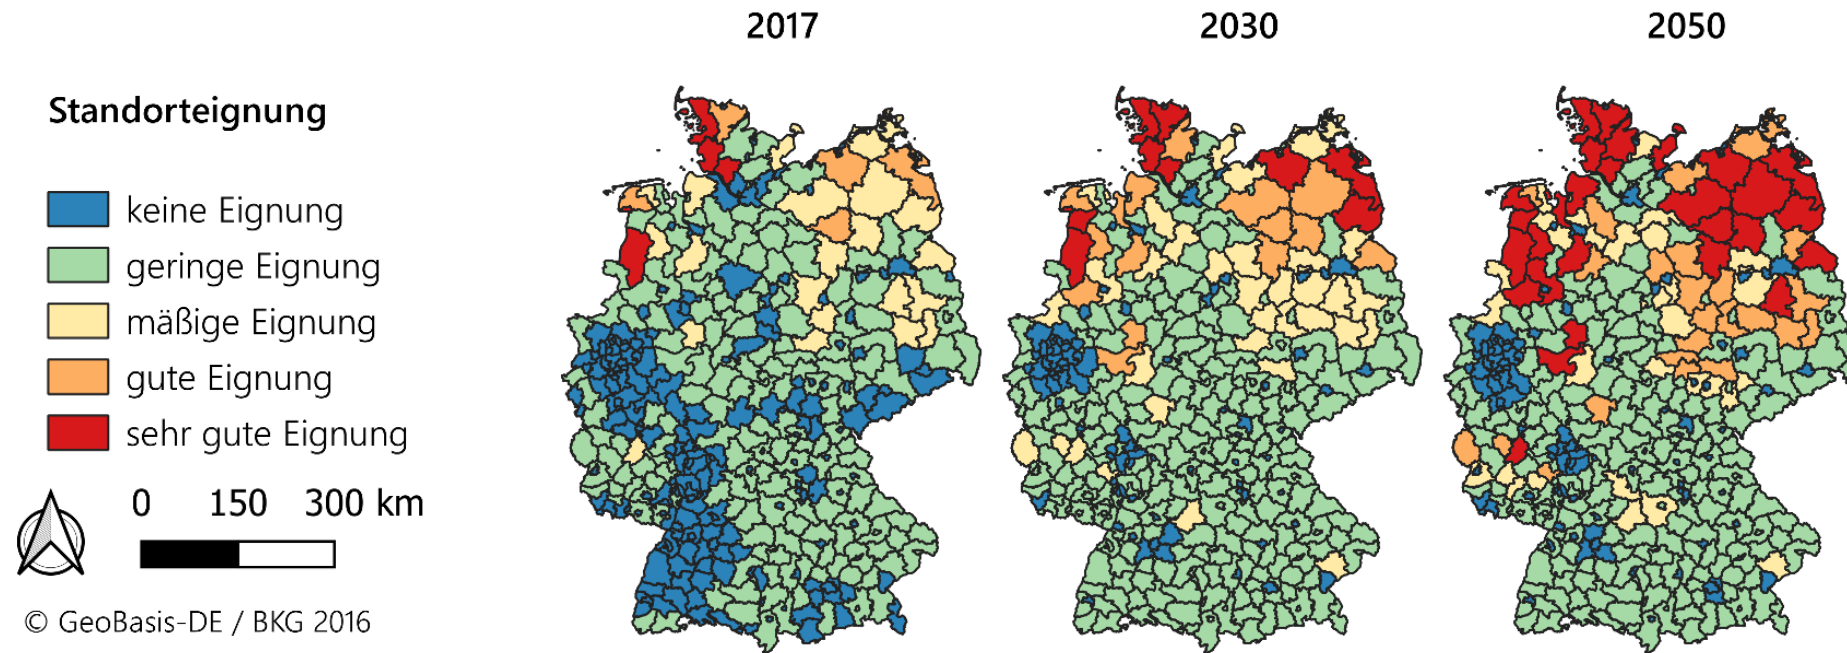 2017
2030
2050
Standorteignung
keine Eignung
geringe Eignung
mäßige Eignung
gute Eignung
sehr gute Eignung
0 150 300 km
© GeoBasis-DE / BKG 2016